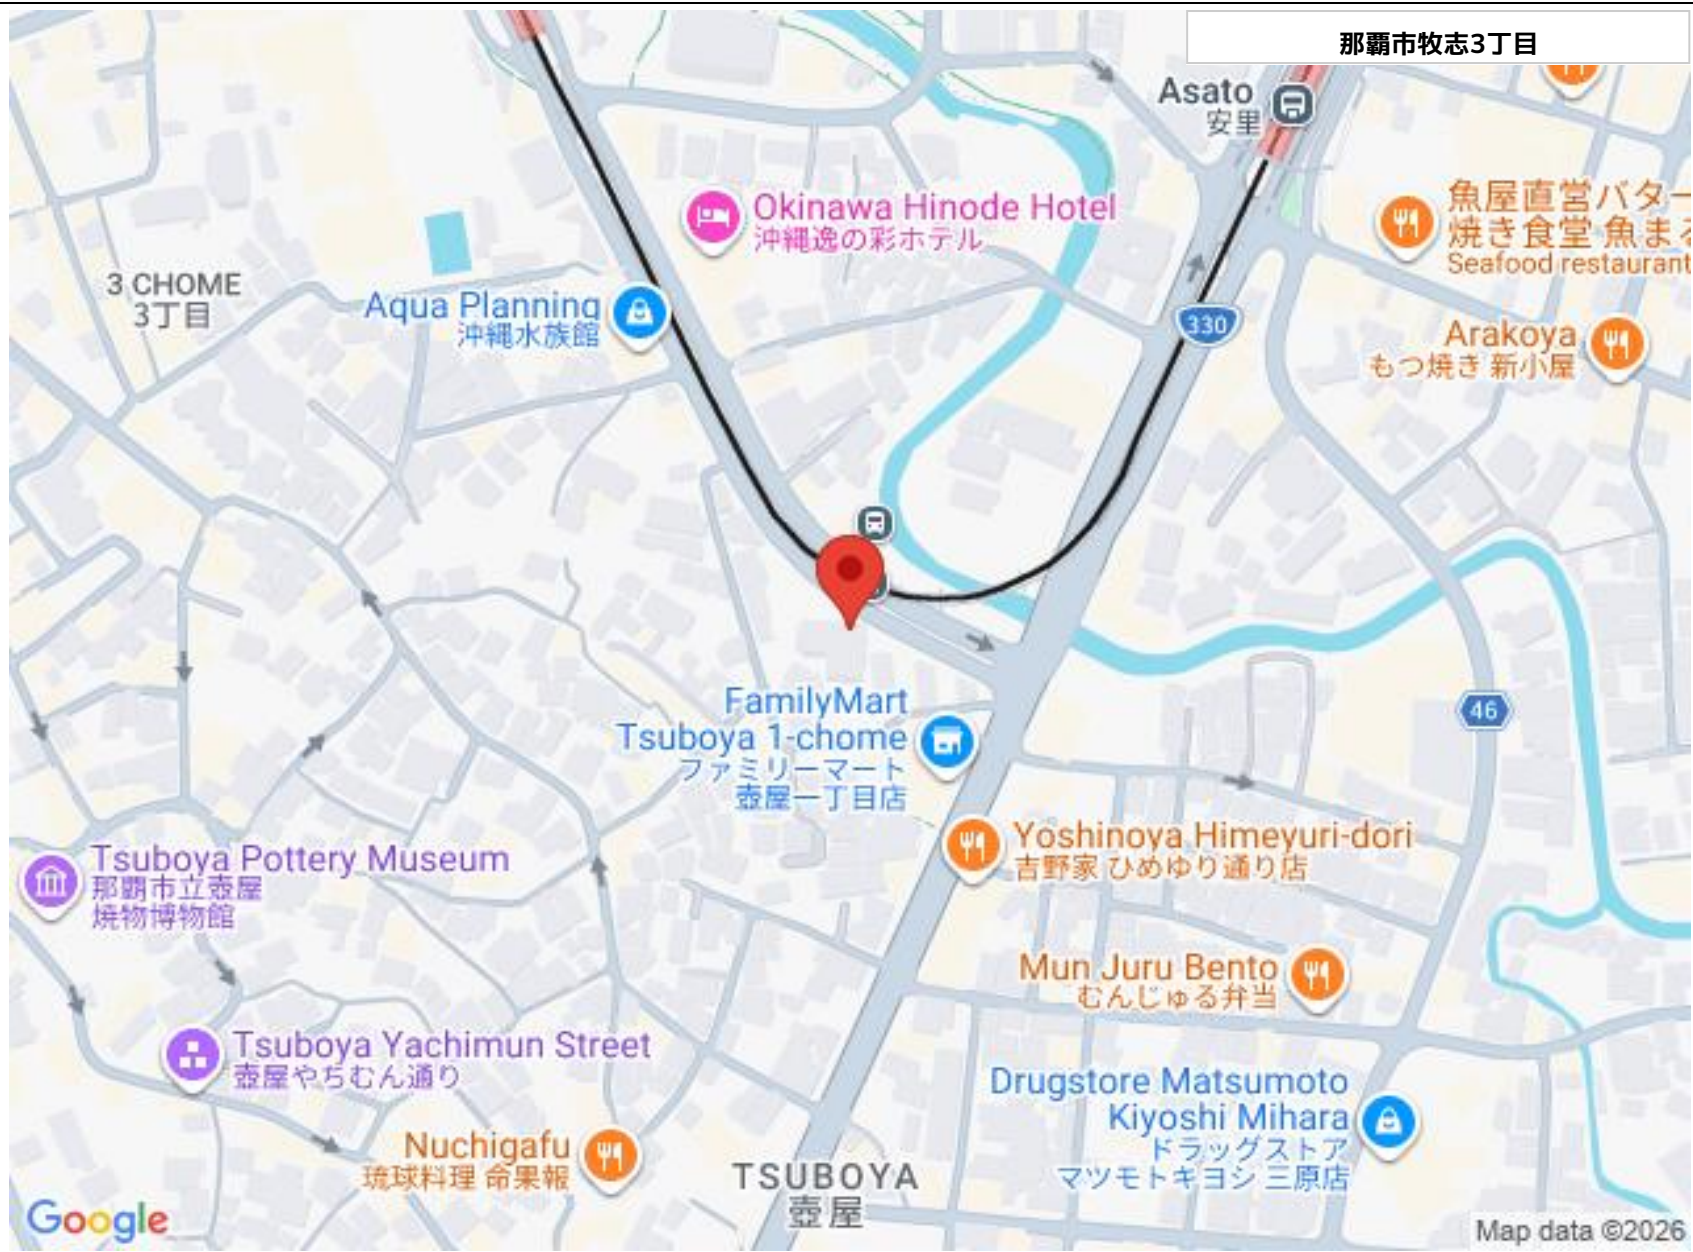 那覇市牧志3丁目
Asato
安里
Okinawa Hinode Hotel
沖縄逸の彩ホテル
魚屋直営バター
焼き食堂 魚まる
Seafood restaurant
3 CHOME
3丁目
Aqua Planning
沖縄水族館
330
Arakoya
もつ焼き 新小屋
FamilyMart
Tsuboya 1-chome
ファミリーマート
壺屋一丁目店
46
Yoshinoya Himeyuri-dori
吉野家 ひめゆり通り店
Tsuboya Pottery Museum
那覇市立壺屋
焼物博物館
Mun Juru Bento
むんじゅる弁当
Tsuboya Yachimun Street
壺屋やちむん通り
Drugstore Matsumoto
Kiyoshi Mihara
ドラッグストア
マツモトキヨシ 三原店
Nuchigafu
琉球料理 命果報
TSUBOYA
壺屋
Google
Map data ©2026